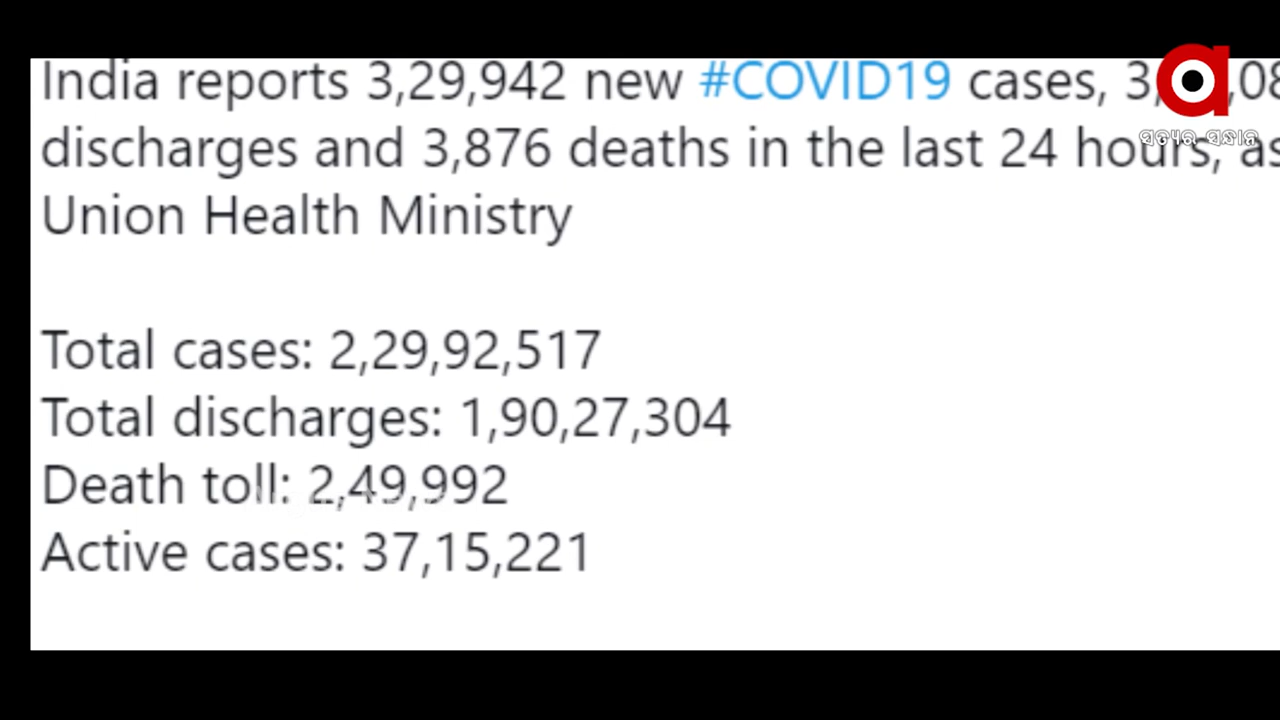 India reports 3,29,942 new #COVID19 cases,
discharges and 3,876 deaths in the last 24 hours, as
Union Health Ministry
Total cases: 2,29,92,517
Total discharges: 1,90,27,304
Death toll: 2,49,992
Active cases: 37,15,221